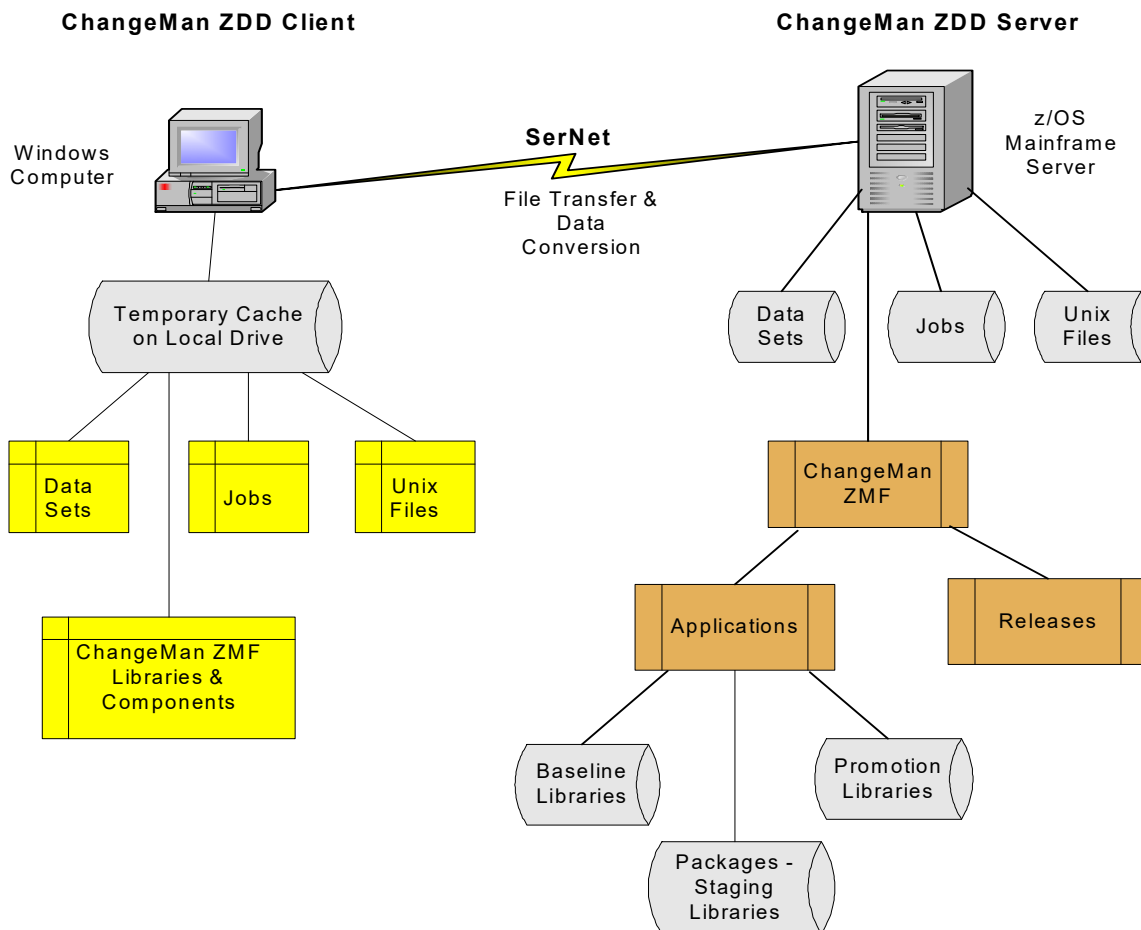 ChangeMan ZDD Client
ChangeMan ZDD Server
Windows
Computer
SerNet
File Transfer &
Data
Conversion
z/OS
Mainframe
Server
Temporary Cache
on Local Drive
Data
Sets
Jobs
Unix
Files
Data
Sets
Jobs
Unix
Files
ChangeMan ZMF
Libraries &
Components
ChangeMan
ZMF
Applications
Releases
Baseline
Libraries
Promotion
Libraries
Packages -
Staging
Libraries